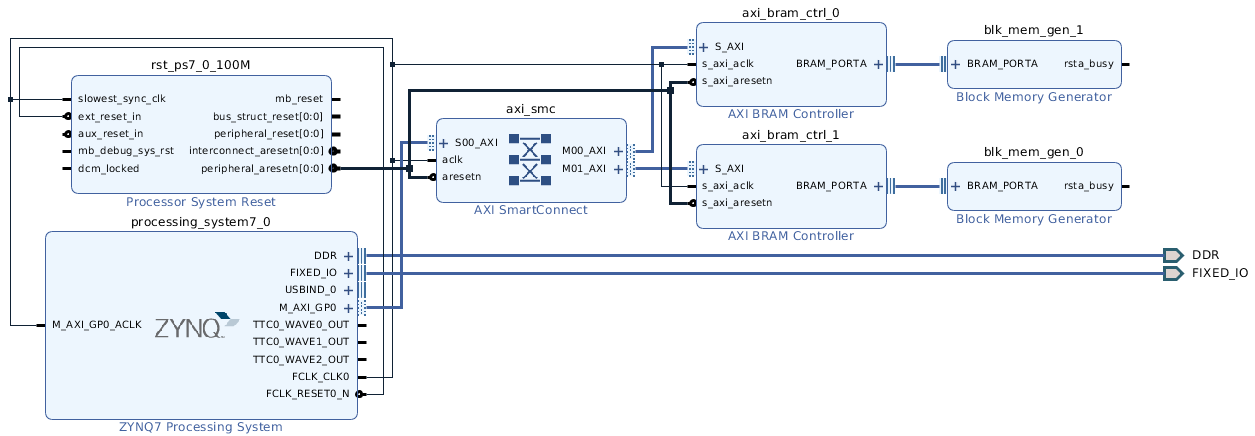 rst_ps7_0_100M
slowest_sync_clk
ext_reset_in
aux_reset_in
mb_debug_sys_rst
dcm_locked
mb_reset
bus_struct_reset[0:0]
peripheral_reset[0:0]
interconnect_aresetn[0:0]
peripheral_aresetn[0:0]
Processor System Reset
processing_system7_0
M_AXI_GP0_ACLK
ZYNQ
DDR
FIXED_IO
USBIND_0
M_AXI_GP0
TTC0_WAVE0_OUT
TTC0_WAVE1_OUT
TTC0_WAVE2_OUT
FCLK_CLK0
FCLK_RESET0_N
ZYNQ7 Processing System
axi_smc
S00_AXI
aclk
aresetn
M00_AXI
M01_AXI
AXI SmartConnect
axi_bram_ctrl_0
S_AXI
s_axi_aclk
s_axi_aresetn
BRAM_PORTA
AXI BRAM Controller
blk_mem_gen_1
BRAM_PORTA
rsta_busy
Block Memory Generator
axi_bram_ctrl_1
S_AXI
s_axi_aclk
s_axi_aresetn
BRAM_PORTA
AXI BRAM Controller
blk_mem_gen_0
BRAM_PORTA
rsta_busy
Block Memory Generator
DDR
FIXED_IO